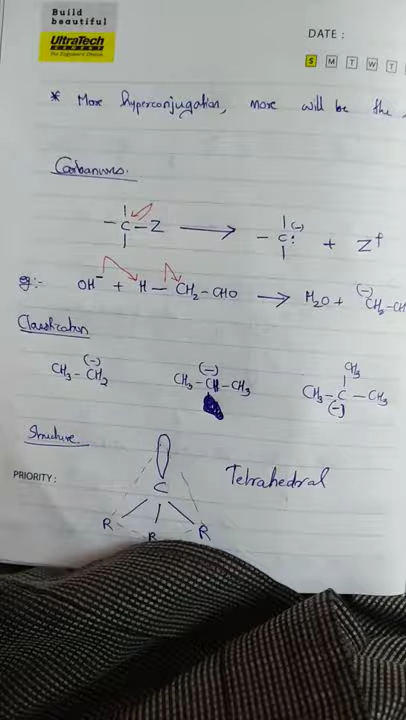 Build
beautiful
UltraTech
CEMENT
The Engineer's Choice
DATE :
S M T W T
* More hyperconjugation, more will be the
Carbanions.
- C - Z → - C: (-) + Z+
eg:- OH- + H - CH2 - CHO → H2O + (-) CH2 - CH
Classification
CH3 - CH2 (-)
CH3 - CH (-) - CH3
CH3
CH3 - C - CH3
(-)
Structure
Tetrahedral
PRIORITY :
C
R R R